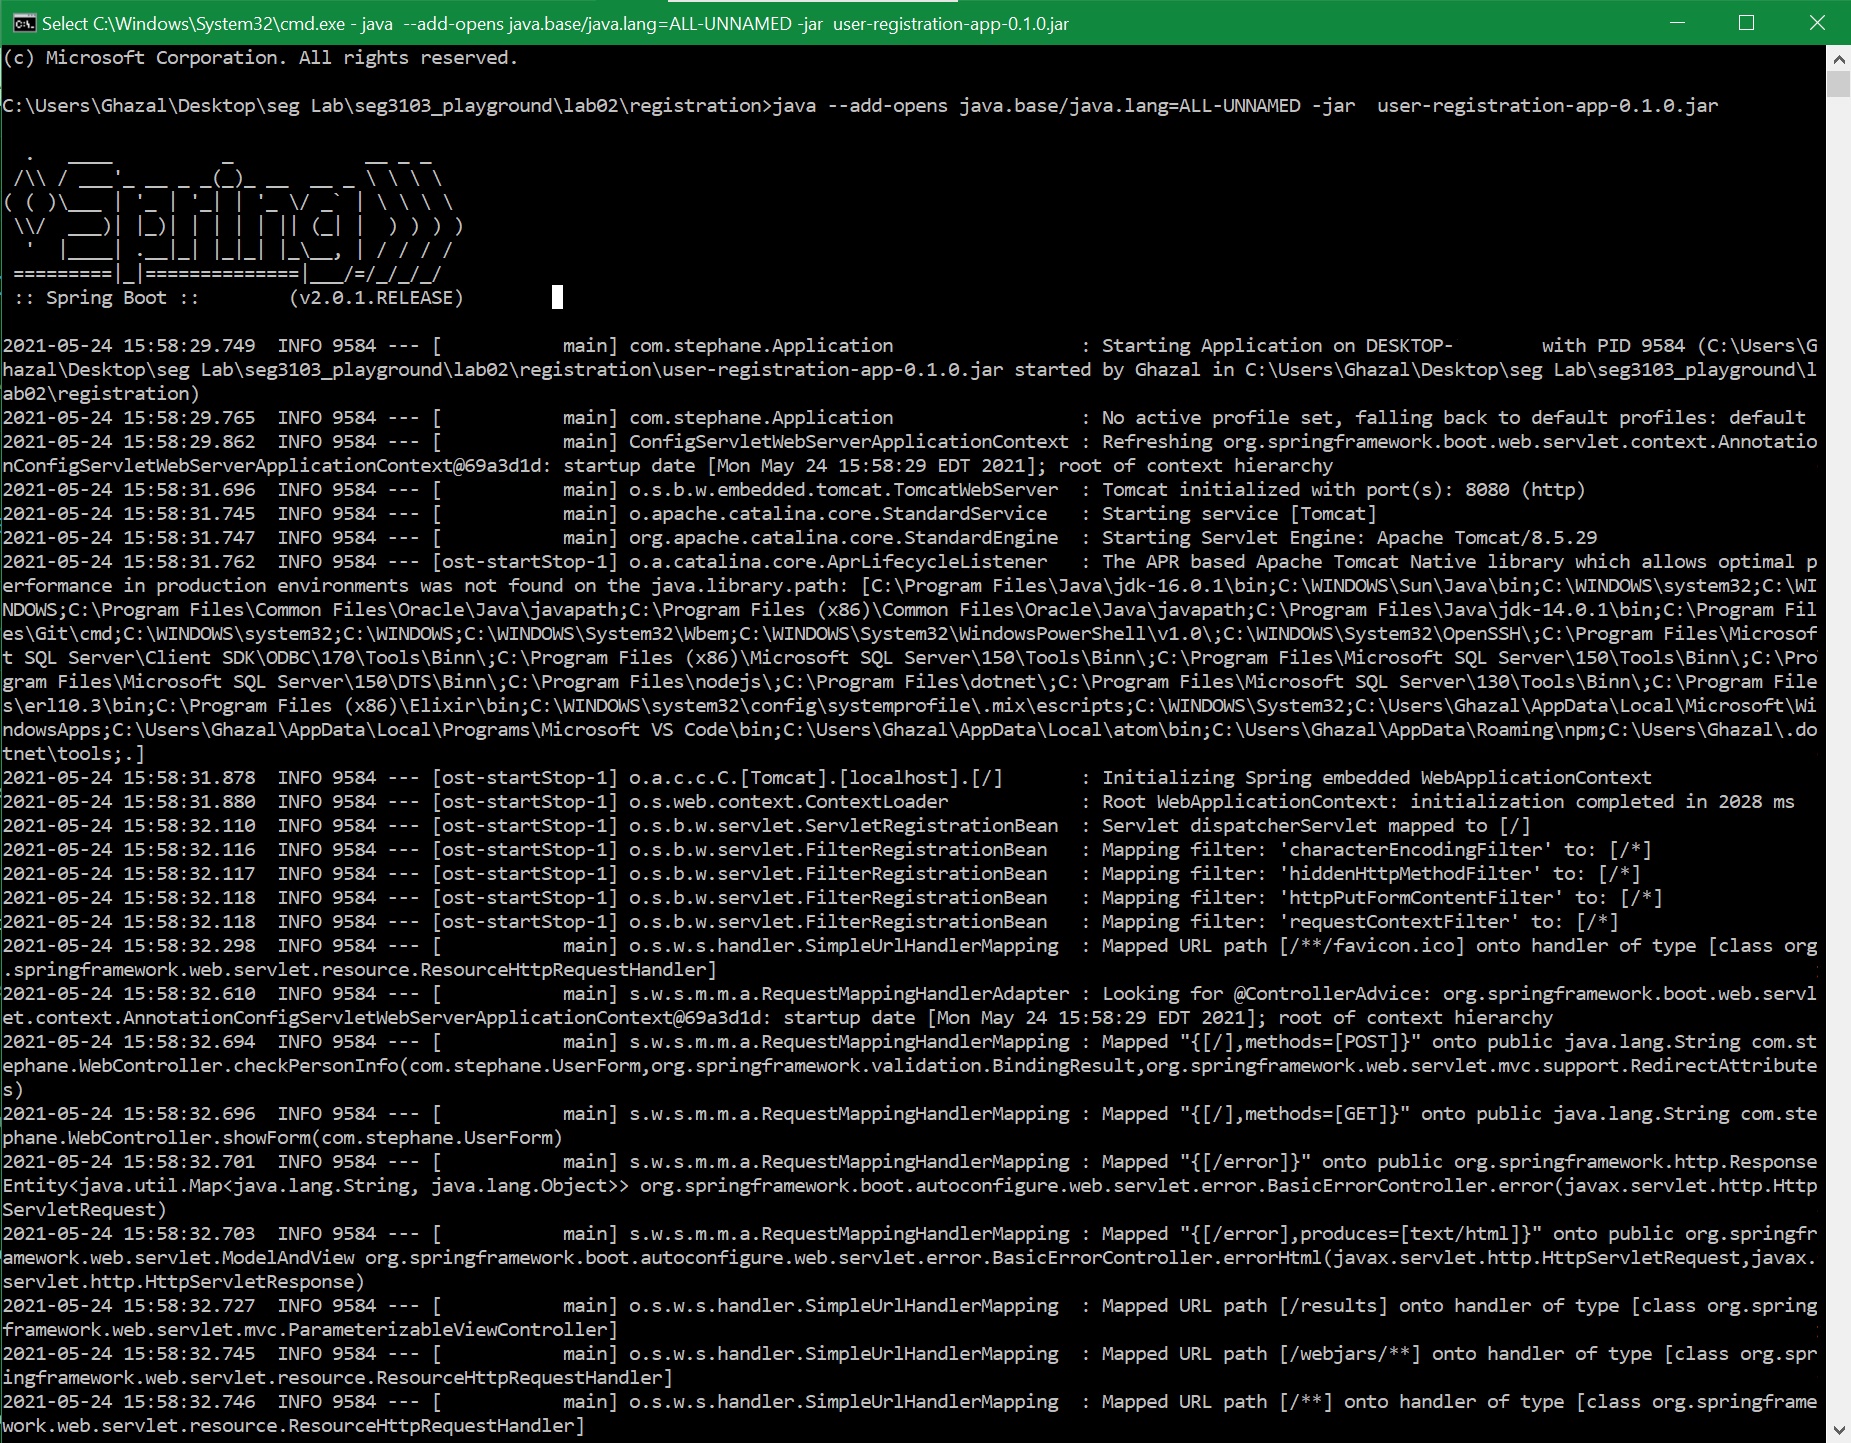 Select C:\Windows\System32\cmd.exe - java  --add-opens java.base/java.lang=ALL-UNNAMED -jar  user-registration-app-0.1.0.jar
(c) Microsoft Corporation. All rights reserved.
C:\Users\Ghazal\Desktop\seg Lab\seg3103_playground\lab02\registration>java --add-opens java.base/java.lang=ALL-UNNAMED -jar  user-registration-app-0.1.0.jar
  .   ____          _            __ _ _
 /\\ / ___'_ __ _ _(_)_ __  __ _ \ \ \ \
( ( )\___ | '_ | '_| | '_ \/ _` | \ \ \ \
 \\/  ___)| |_)| | | | | || (_| |  ) ) ) )
  '  |____| .__|_| |_|_| |_\__, | / / / /
 =========|_|==============|___/=/_/_/_/
 :: Spring Boot ::        (v2.0.1.RELEASE)
2021-05-24 15:58:29.749  INFO 9584 --- [           main] com.stephane.Application                 : Starting Application on DESKTOP-        with PID 9584 (C:\Users\G
hazal\Desktop\seg Lab\seg3103_playground\lab02\registration\user-registration-app-0.1.0.jar started by Ghazal in C:\Users\Ghazal\Desktop\seg Lab\seg3103_playground\l
ab02\registration)
2021-05-24 15:58:29.765  INFO 9584 --- [           main] com.stephane.Application                 : No active profile set, falling back to default profiles: default
2021-05-24 15:58:29.862  INFO 9584 --- [           main] ConfigServletWebServerApplicationContext : Refreshing org.springframework.boot.web.servlet.context.Annotatio
nConfigServletWebServerApplicationContext@69a3d1d: startup date [Mon May 24 15:58:29 EDT 2021]; root of context hierarchy
2021-05-24 15:58:31.696  INFO 9584 --- [           main] o.s.b.w.embedded.tomcat.TomcatWebServer  : Tomcat initialized with port(s): 8080 (http)
2021-05-24 15:58:31.745  INFO 9584 --- [           main] o.apache.catalina.core.StandardService   : Starting service [Tomcat]
2021-05-24 15:58:31.747  INFO 9584 --- [           main] org.apache.catalina.core.StandardEngine  : Starting Servlet Engine: Apache Tomcat/8.5.29
2021-05-24 15:58:31.762  INFO 9584 --- [ost-startStop-1] o.a.catalina.core.AprLifecycleListener   : The APR based Apache Tomcat Native library which allows optimal p
erformance in production environments was not found on the java.library.path: [C:\Program Files\Java\jdk-16.0.1\bin;C:\WINDOWS\Sun\Java\bin;C:\WINDOWS\system32;C:\WI
NDOWS;C:\Program Files\Common Files\Oracle\Java\javapath;C:\Program Files (x86)\Common Files\Oracle\Java\javapath;C:\Program Files\Java\jdk-14.0.1\bin;C:\Program Fil
es\Git\cmd;C:\WINDOWS\system32;C:\WINDOWS;C:\WINDOWS\System32\Wbem;C:\WINDOWS\System32\WindowsPowerShell\v1.0\;C:\WINDOWS\System32\OpenSSH\;C:\Program Files\Microsof
t SQL Server\Client SDK\ODBC\170\Tools\Binn\;C:\Program Files (x86)\Microsoft SQL Server\150\Tools\Binn\;C:\Program Files\Microsoft SQL Server\150\Tools\Binn\;C:\Pro
gram Files\Microsoft SQL Server\150\DTS\Binn\;C:\Program Files\nodejs\;C:\Program Files\dotnet\;C:\Program Files\Microsoft SQL Server\130\Tools\Binn\;C:\Program File
s\erl10.3\bin;C:\Program Files (x86)\Elixir\bin;C:\WINDOWS\system32\config\systemprofile\.mix\escripts;C:\WINDOWS\System32;C:\Users\Ghazal\AppData\Local\Microsoft\Wi
ndowsApps;C:\Users\Ghazal\AppData\Local\Programs\Microsoft VS Code\bin;C:\Users\Ghazal\AppData\Local\atom\bin;C:\Users\Ghazal\AppData\Roaming\npm;C:\Users\Ghazal\.do
tnet\tools;.]
2021-05-24 15:58:31.878  INFO 9584 --- [ost-startStop-1] o.a.c.c.C.[Tomcat].[localhost].[/]       : Initializing Spring embedded WebApplicationContext
2021-05-24 15:58:31.880  INFO 9584 --- [ost-startStop-1] o.s.web.context.ContextLoader            : Root WebApplicationContext: initialization completed in 2028 ms
2021-05-24 15:58:32.110  INFO 9584 --- [ost-startStop-1] o.s.b.w.servlet.ServletRegistrationBean  : Servlet dispatcherServlet mapped to [/]
2021-05-24 15:58:32.116  INFO 9584 --- [ost-startStop-1] o.s.b.w.servlet.FilterRegistrationBean   : Mapping filter: 'characterEncodingFilter' to: [/*]
2021-05-24 15:58:32.117  INFO 9584 --- [ost-startStop-1] o.s.b.w.servlet.FilterRegistrationBean   : Mapping filter: 'hiddenHttpMethodFilter' to: [/*]
2021-05-24 15:58:32.118  INFO 9584 --- [ost-startStop-1] o.s.b.w.servlet.FilterRegistrationBean   : Mapping filter: 'httpPutFormContentFilter' to: [/*]
2021-05-24 15:58:32.118  INFO 9584 --- [ost-startStop-1] o.s.b.w.servlet.FilterRegistrationBean   : Mapping filter: 'requestContextFilter' to: [/*]
2021-05-24 15:58:32.298  INFO 9584 --- [           main] o.s.w.s.handler.SimpleUrlHandlerMapping  : Mapped URL path [/**/favicon.ico] onto handler of type [class org
.springframework.web.servlet.resource.ResourceHttpRequestHandler]
2021-05-24 15:58:32.610  INFO 9584 --- [           main] s.w.s.m.m.a.RequestMappingHandlerAdapter : Looking for @ControllerAdvice: org.springframework.boot.web.servl
et.context.AnnotationConfigServletWebServerApplicationContext@69a3d1d: startup date [Mon May 24 15:58:29 EDT 2021]; root of context hierarchy
2021-05-24 15:58:32.694  INFO 9584 --- [           main] s.w.s.m.m.a.RequestMappingHandlerMapping : Mapped "{[/],methods=[POST]}" onto public java.lang.String com.st
ephane.WebController.checkPersonInfo(com.stephane.UserForm,org.springframework.validation.BindingResult,org.springframework.web.servlet.mvc.support.RedirectAttribute
s)
2021-05-24 15:58:32.696  INFO 9584 --- [           main] s.w.s.m.m.a.RequestMappingHandlerMapping : Mapped "{[/],methods=[GET]}" onto public java.lang.String com.ste
phane.WebController.showForm(com.stephane.UserForm)
2021-05-24 15:58:32.701  INFO 9584 --- [           main] s.w.s.m.m.a.RequestMappingHandlerMapping : Mapped "{[/error]}" onto public org.springframework.http.Response
Entity<java.util.Map<java.lang.String, java.lang.Object>> org.springframework.boot.autoconfigure.web.servlet.error.BasicErrorController.error(javax.servlet.http.Http
ServletRequest)
2021-05-24 15:58:32.703  INFO 9584 --- [           main] s.w.s.m.m.a.RequestMappingHandlerMapping : Mapped "{[/error],produces=[text/html]}" onto public org.springfr
amework.web.servlet.ModelAndView org.springframework.boot.autoconfigure.web.servlet.error.BasicErrorController.errorHtml(javax.servlet.http.HttpServletRequest,javax.
servlet.http.HttpServletResponse)
2021-05-24 15:58:32.727  INFO 9584 --- [           main] o.s.w.s.handler.SimpleUrlHandlerMapping  : Mapped URL path [/results] onto handler of type [class org.spring
framework.web.servlet.mvc.ParameterizableViewController]
2021-05-24 15:58:32.745  INFO 9584 --- [           main] o.s.w.s.handler.SimpleUrlHandlerMapping  : Mapped URL path [/webjars/**] onto handler of type [class org.spr
ingframework.web.servlet.resource.ResourceHttpRequestHandler]
2021-05-24 15:58:32.746  INFO 9584 --- [           main] o.s.w.s.handler.SimpleUrlHandlerMapping  : Mapped URL path [/**] onto handler of type [class org.springframe
work.web.servlet.resource.ResourceHttpRequestHandler]